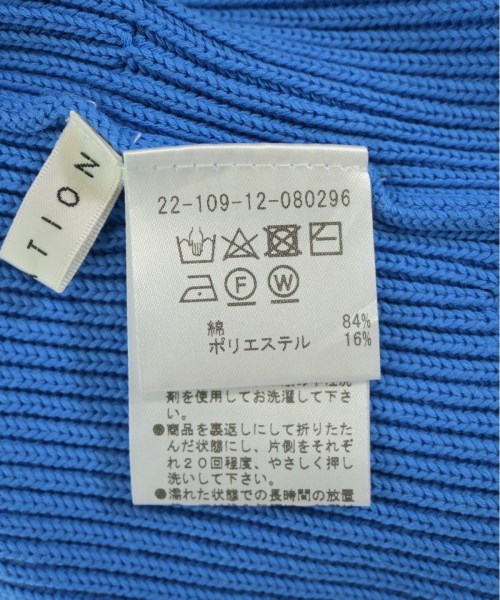 ATION
22-109-12-080296
F W
綿 84%
ポリエステル 16%
剤を使用してお洗濯して下さ
い。
●商品を裏返しにして折りたた
んだ状態にし、片側をそれぞ
れ20回程度、やさしく押し
洗いして下さい。
●濡れた状態での長時間の放置